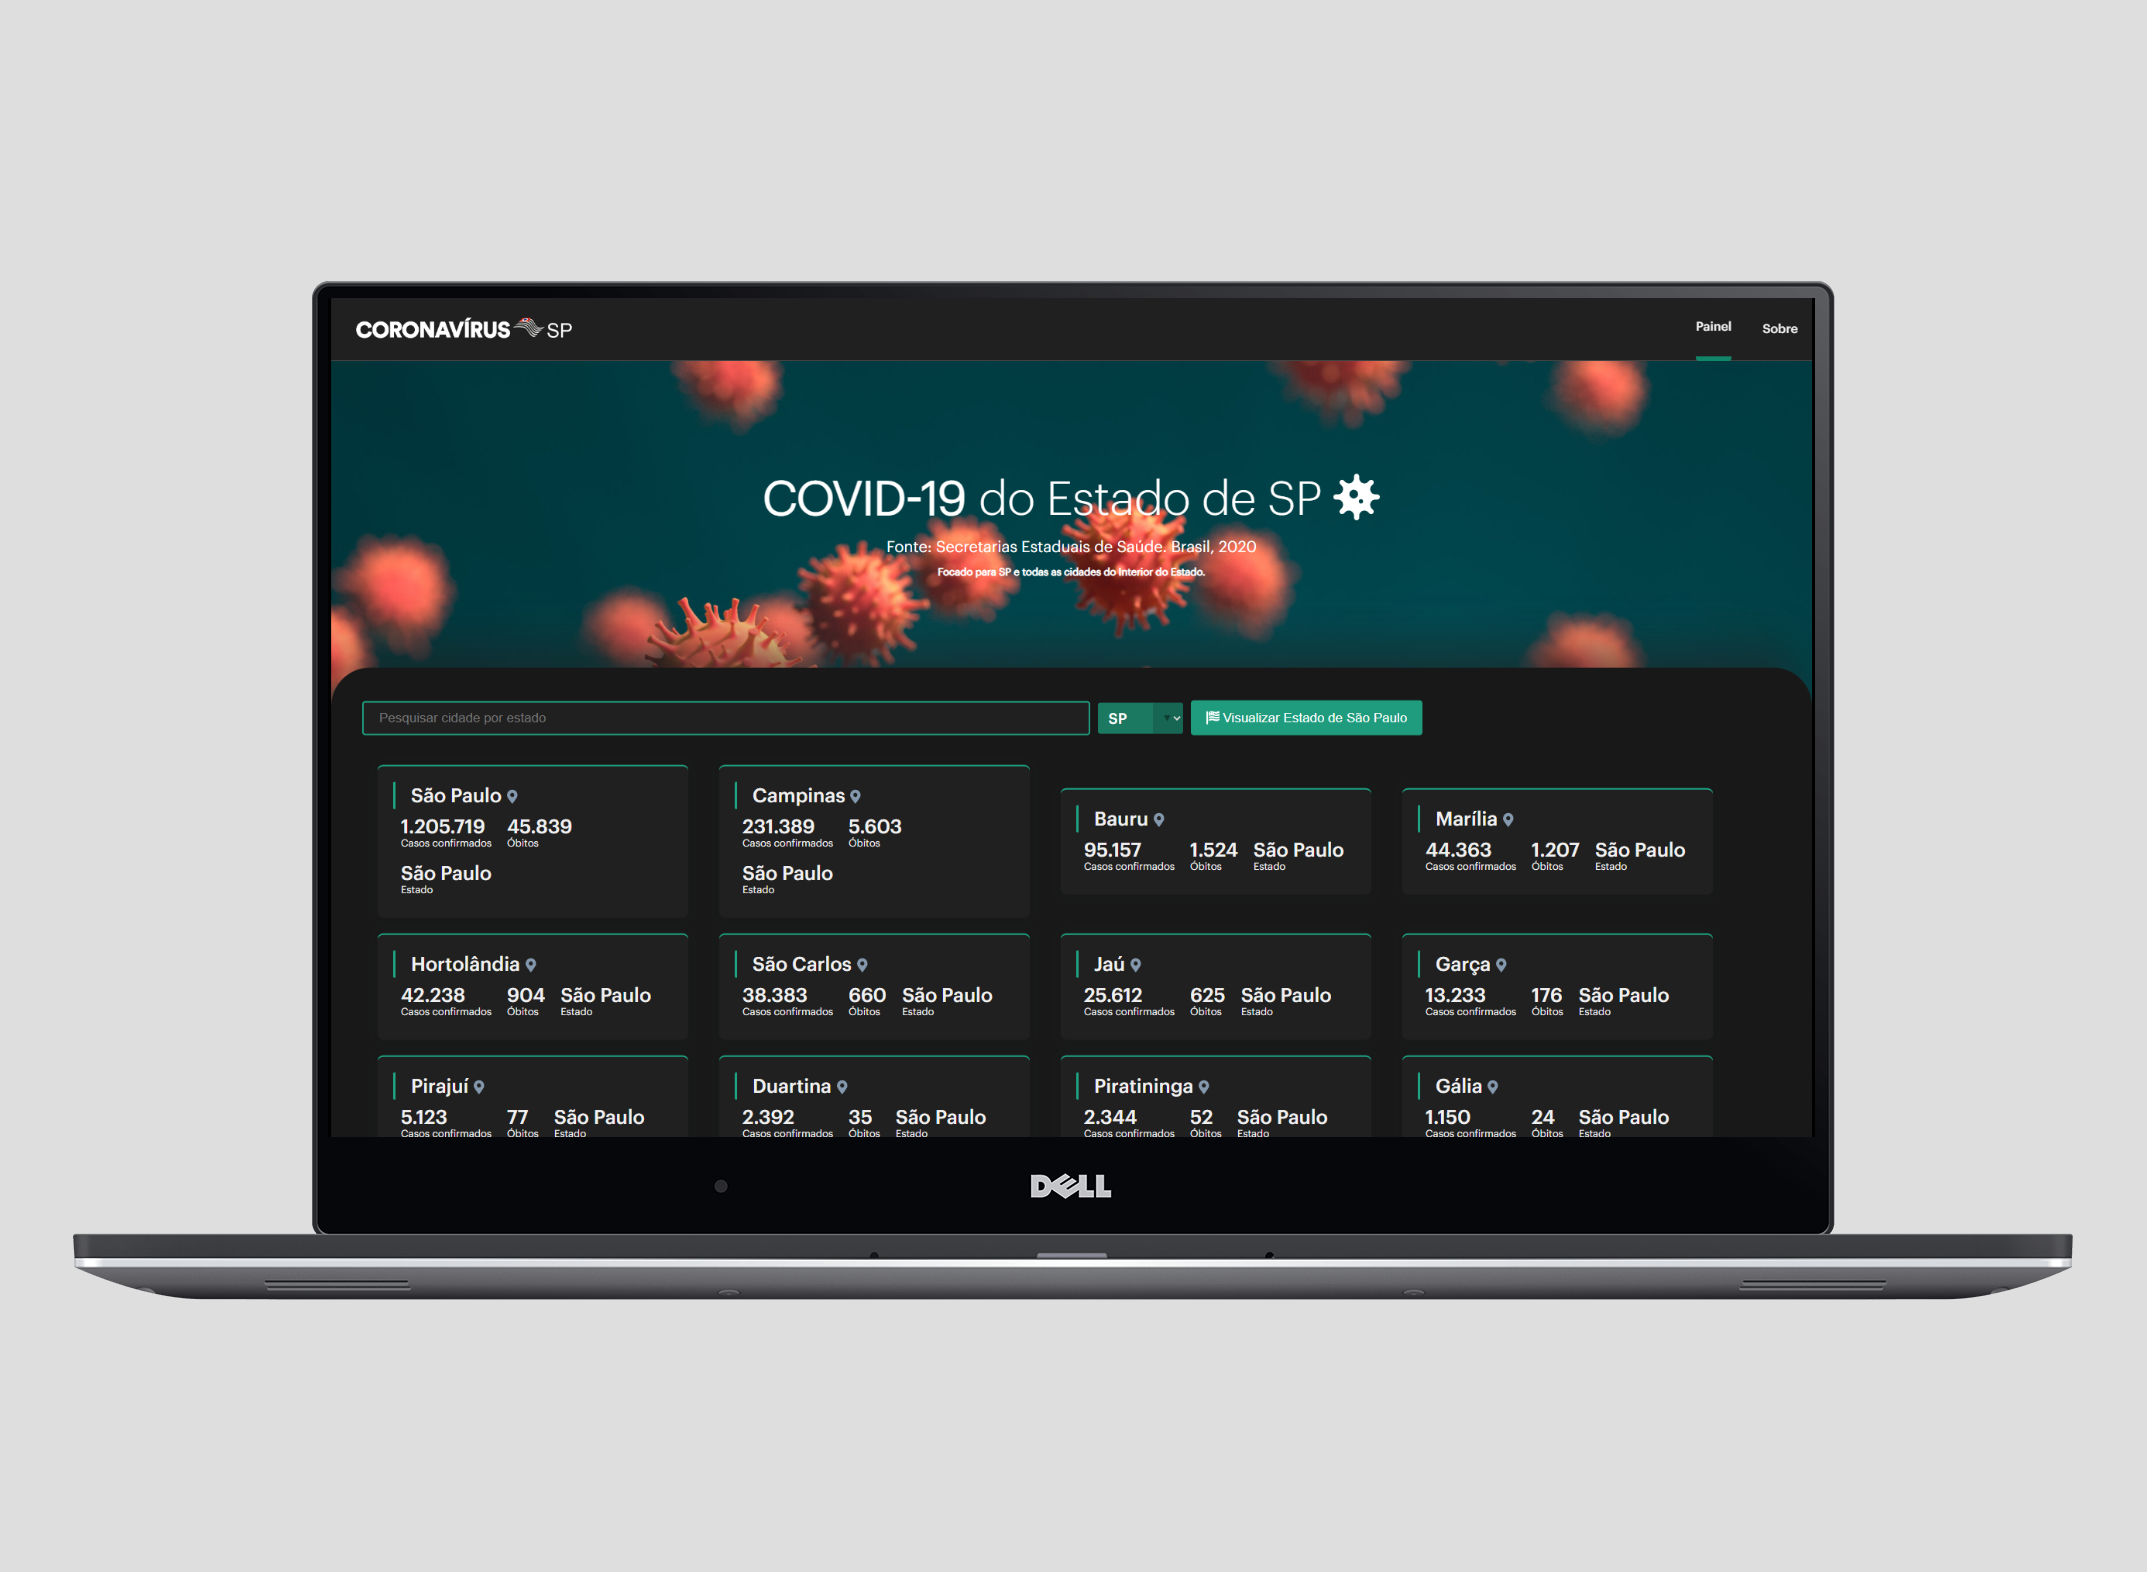 CORONAVÍRUS SP
Painel
Sobre
COVID-19 do Estado de SP
Fonte: Secretarias Estaduais de Saúde. Brasil, 2020
Focado para SP e todas as cidades do Interior do Estado.
Pesquisar cidade por estado
SP
Visualizar Estado de São Paulo
São Paulo
1.205.719 45.839
Casos confirmados Óbitos
São Paulo
Estado
Campinas
231.389 5.603
Casos confirmados Óbitos
São Paulo
Estado
Bauru
95.157 1.524 São Paulo
Casos confirmados Óbitos Estado
Marília
44.363 1.207 São Paulo
Casos confirmados Óbitos Estado
Hortolândia
42.238 904 São Paulo
Casos confirmados Óbitos Estado
São Carlos
38.383 660 São Paulo
Casos confirmados Óbitos Estado
Jaú
25.612 625 São Paulo
Casos confirmados Óbitos Estado
Garça
13.233 176 São Paulo
Casos confirmados Óbitos Estado
Pirajuí
5.123 77 São Paulo
Casos confirmados Óbitos Estado
Duartina
2.392 35 São Paulo
Casos confirmados Óbitos Estado
Piratininga
2.344 52 São Paulo
Casos confirmados Óbitos Estado
Gália
1.150 24 São Paulo
Casos confirmados Óbitos Estado
DELL